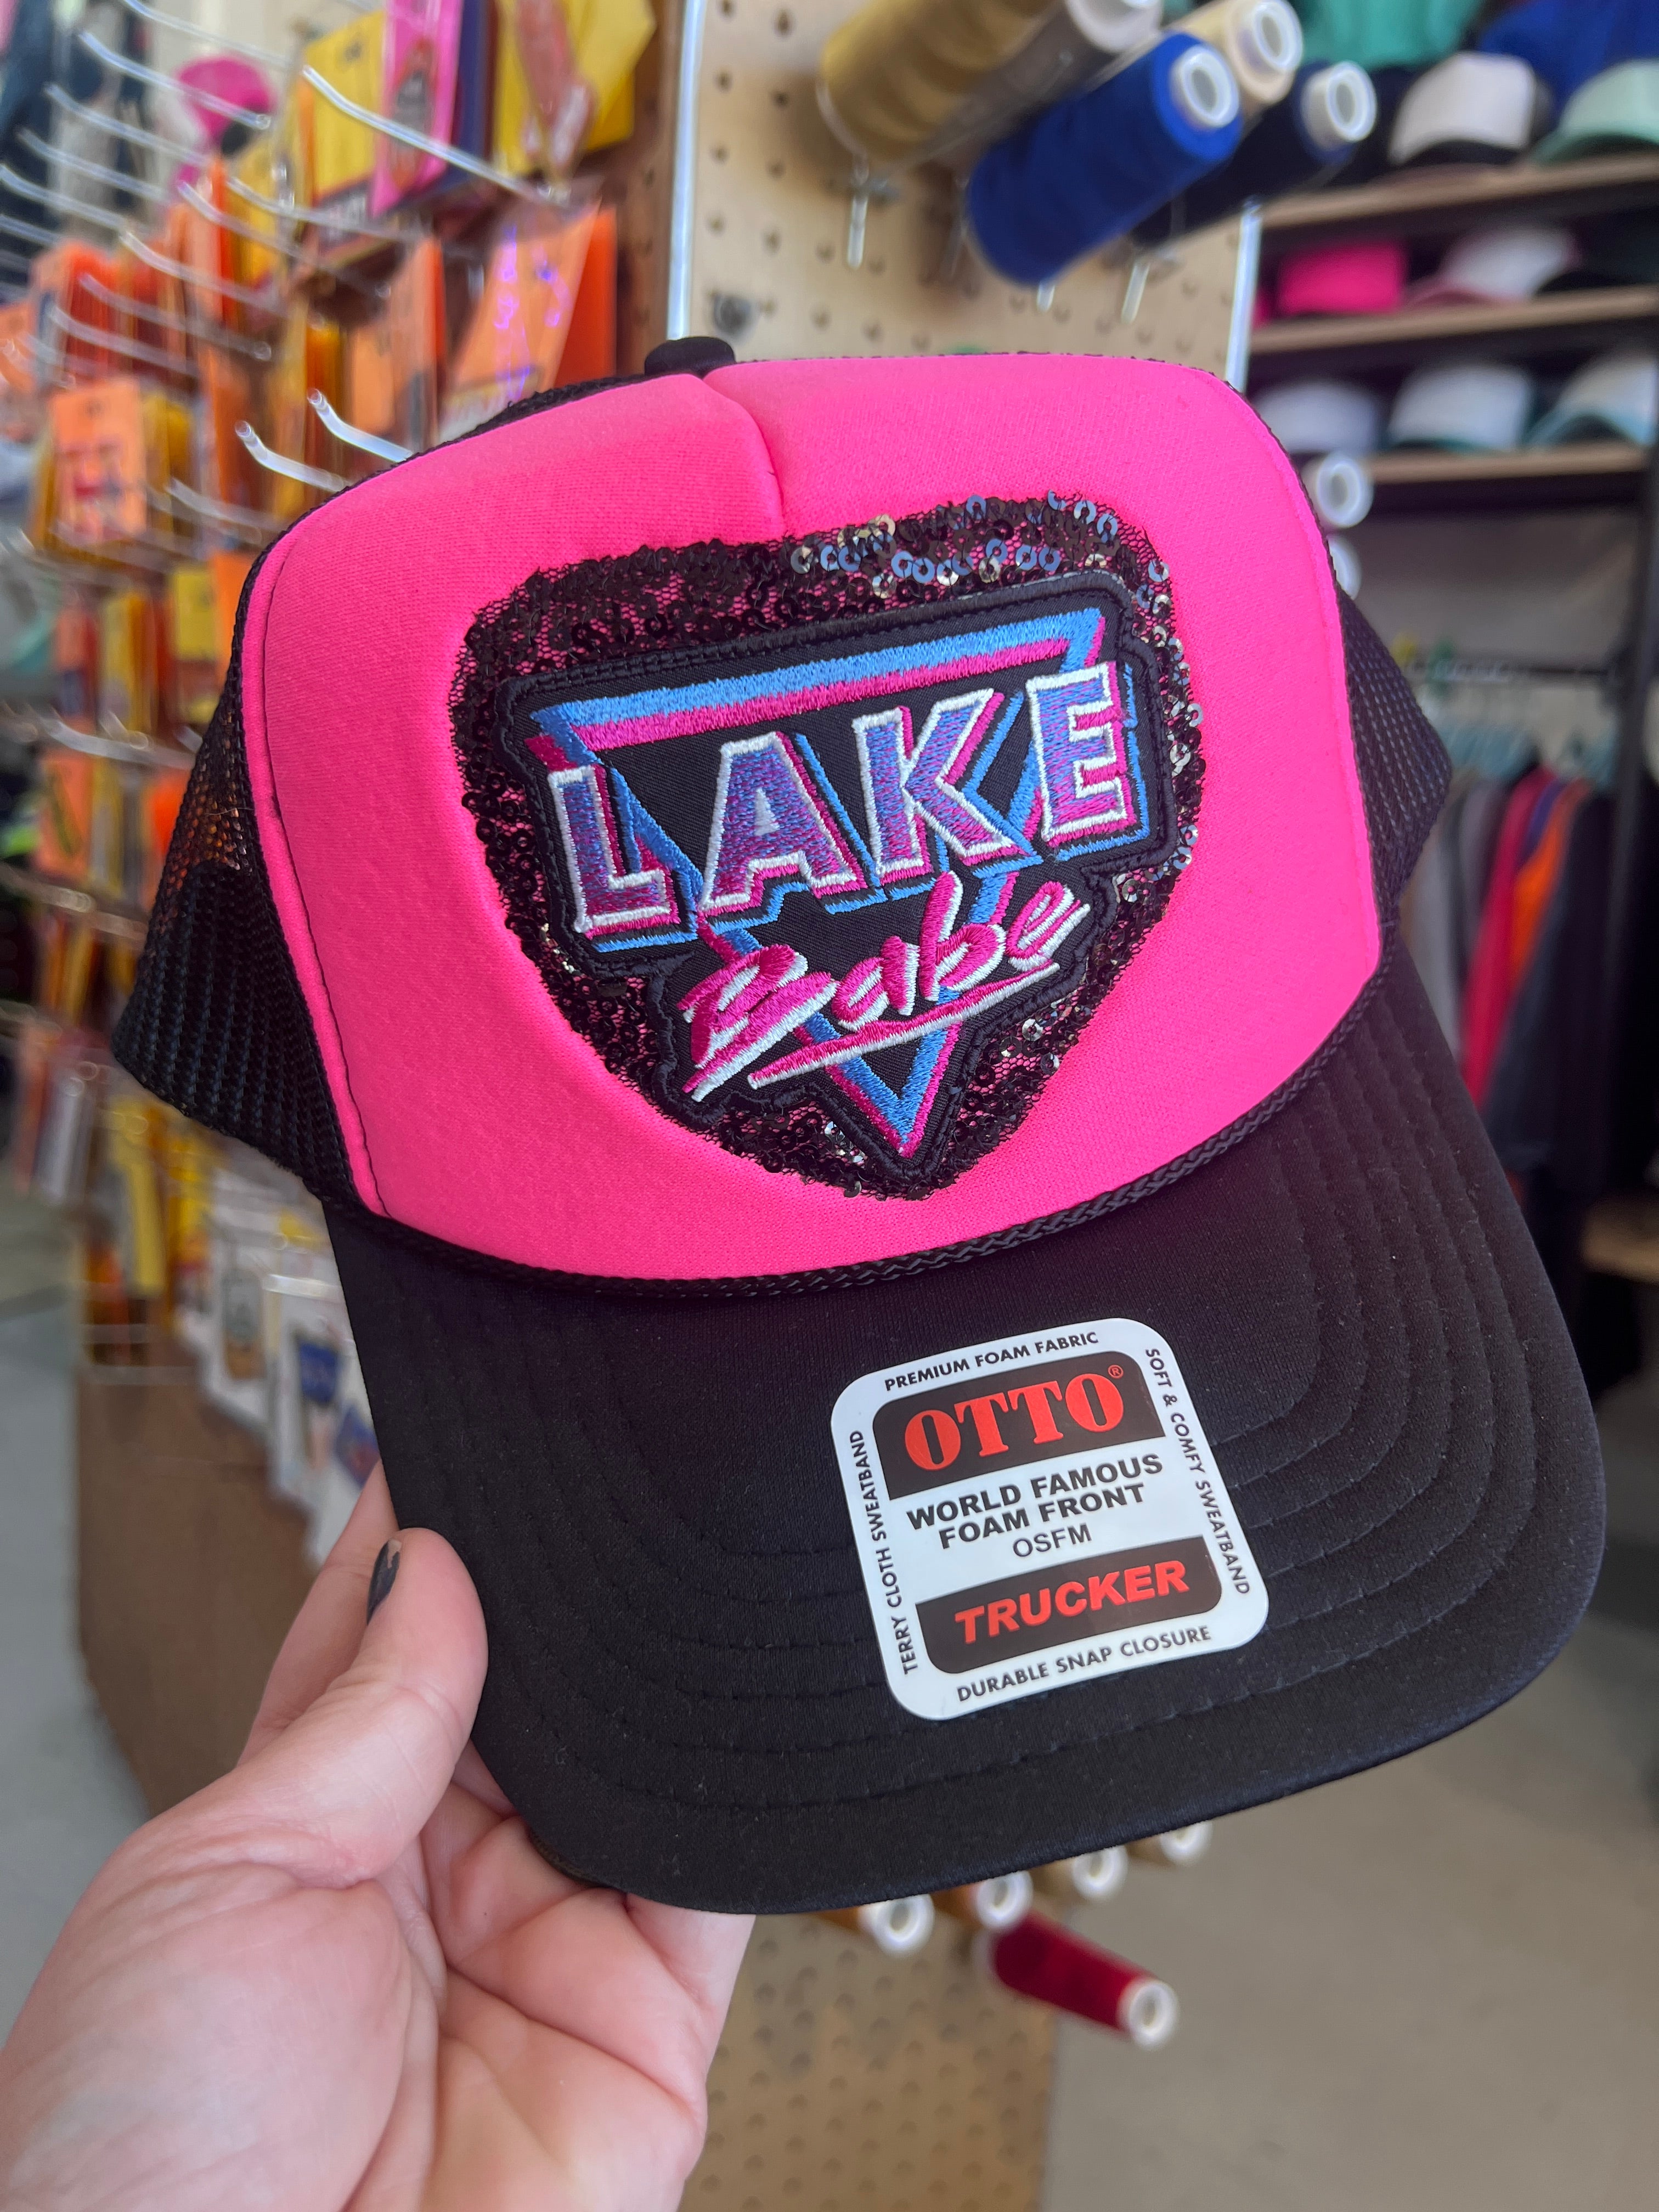 LAKE
Babe
PREMIUM FOAM FABRIC
OTTO®
WORLD FAMOUS
FOAM FRONT
OSFM
TRUCKER
DURABLE SNAP CLOSURE
TERRY CLOTH SWEATBAND
SOFT & COMFY SWEATBAND